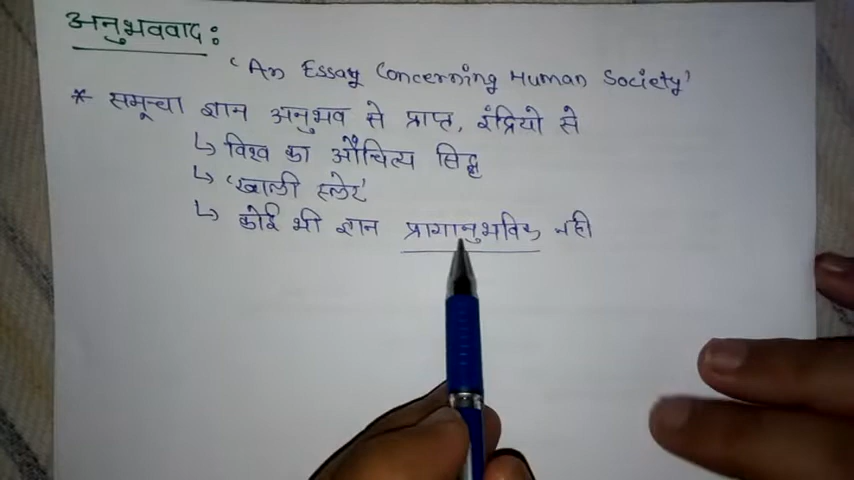 अनुभववाद :
'An Essay Concerning Human Society'
* समूचा ज्ञान अनुभव से प्राप्त, इंद्रियो से
↳ विश्व का औचित्य सिद्ध
↳ 'खाली स्लेट'
↳ कोई भी ज्ञान प्रागानुभविक नही